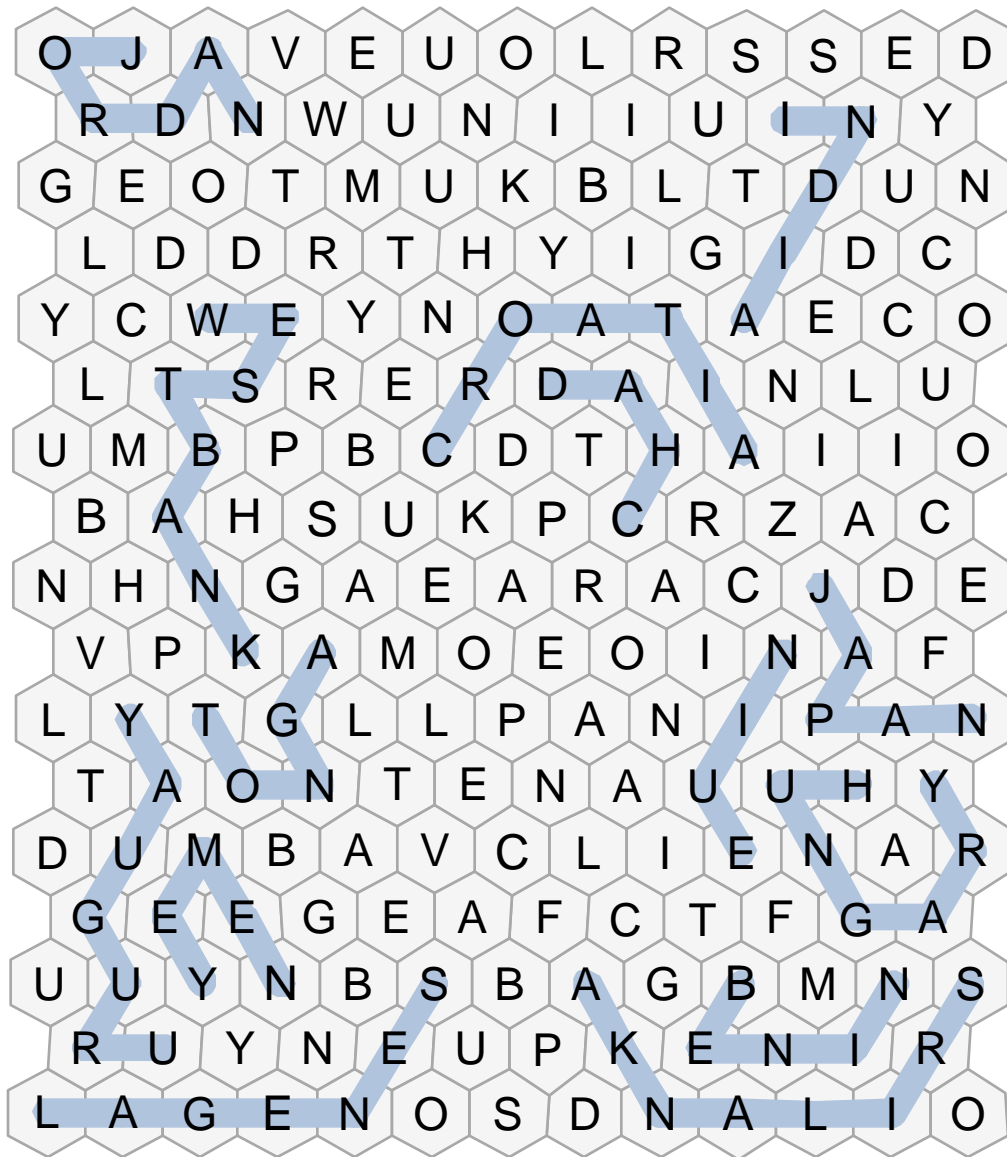 O J A V E U O L R S S E D
R D N W U N I I U I N Y
G E O T M U K B L T D U N
L D D R T H Y I G I D C
Y C W E Y N O A T A E C O
L T S R E R D A I N L U
U M B P B C D T H A I I O
B A H S U K P C R Z A C
N H N G A E A R A C J D E
V P K A M O E O I N A F
L Y T G L L P A N I P A N
T A O N T E N A U U H Y
D U M B A V C L I E N A R
G E E G E A F C T F G A
U U Y N B S B A G B M N S
R U Y N E U P K E N I R
L A G E N O S D N A L I O